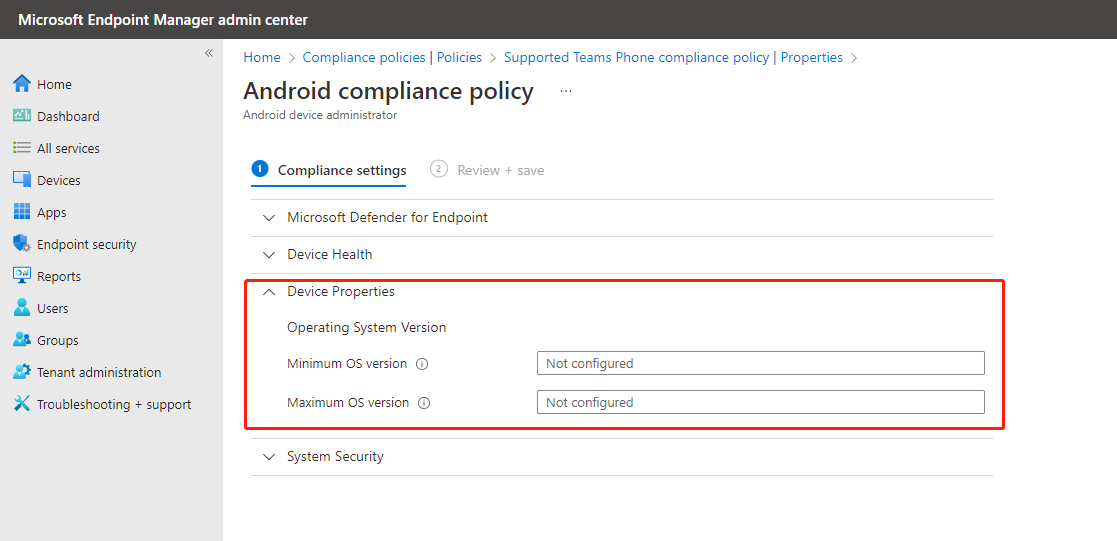 Microsoft Endpoint Manager admin center
«
Home > Compliance policies | Policies > Supported Teams Phone compliance policy | Properties >
Home
Dashboard
All services
Devices
Apps
Endpoint security
Reports
Users
Groups
Tenant administration
Troubleshooting + support
Android compliance policy ...
Android device administrator
1 Compliance settings 2 Review + save
Microsoft Defender for Endpoint
Device Health
Device Properties
Operating System Version
Minimum OS version Not configured
Maximum OS version Not configured
System Security